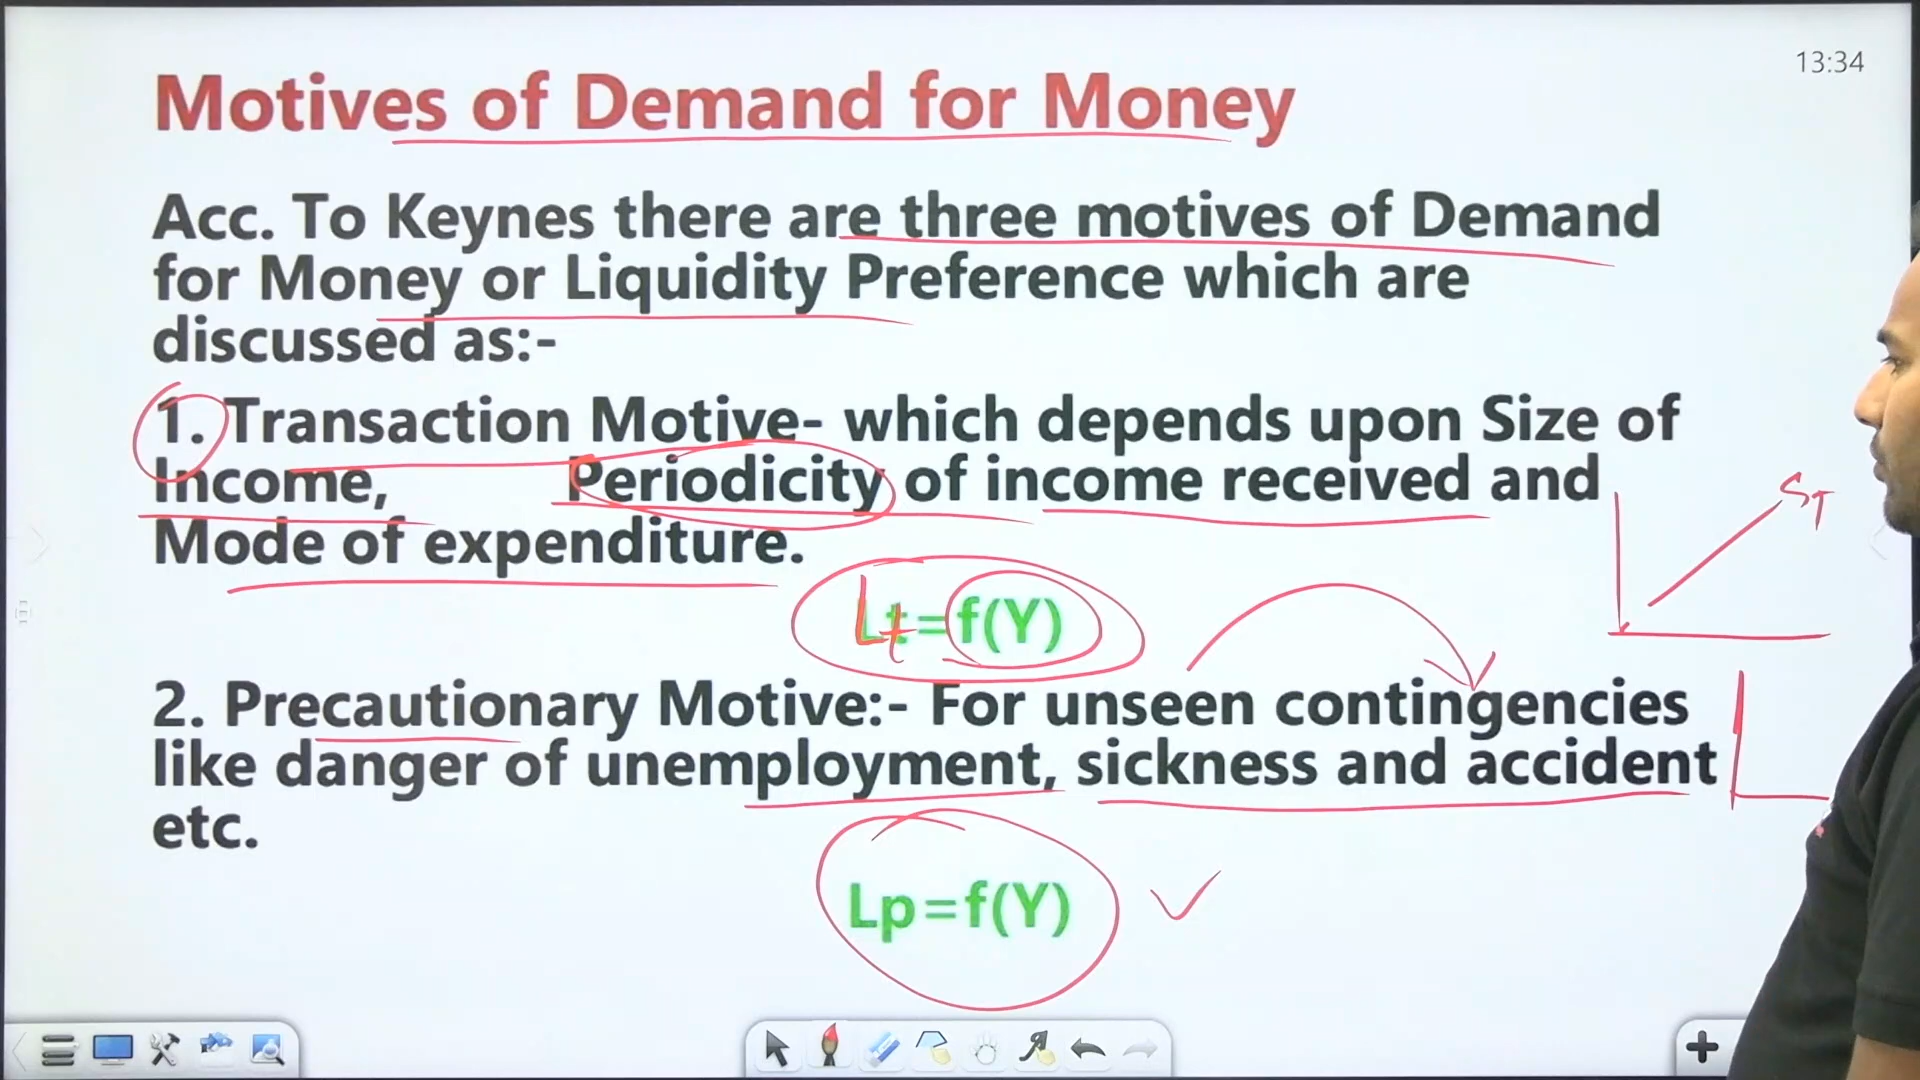 13:34
Motives of Demand for Money
Acc. To Keynes there are three motives of Demand
for Money or Liquidity Preference which are
discussed as:-
1. Transaction Motive- which depends upon Size of
Income, Periodicity of income received and
Mode of expenditure.
Lt=f(Y)
ST
2. Precautionary Motive:- For unseen contingencies
like danger of unemployment, sickness and accident
etc.
Lp=f(Y)